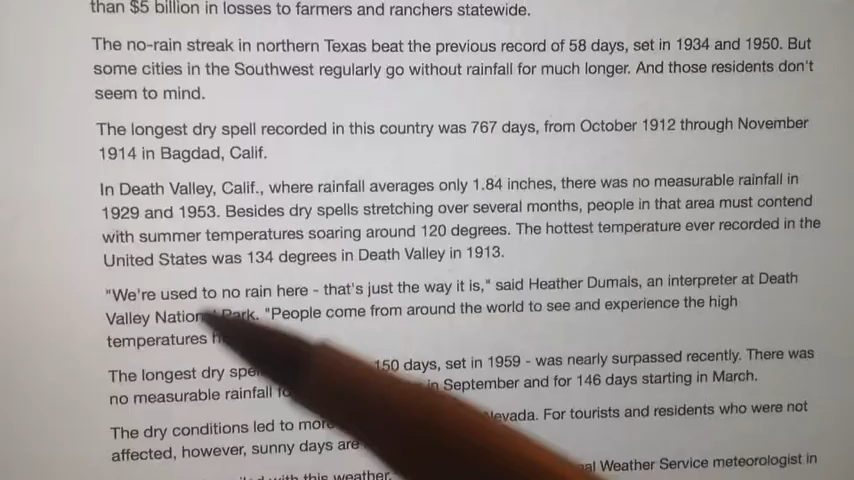 than $5 billion in losses to farmers and ranchers statewide.
The no-rain streak in northern Texas beat the previous record of 58 days, set in 1934 and 1950. But
some cities in the Southwest regularly go without rainfall for much longer. And those residents don't
seem to mind.
The longest dry spell recorded in this country was 767 days, from October 1912 through November
1914 in Bagdad, Calif.
In Death Valley, Calif., where rainfall averages only 1.84 inches, there was no measurable rainfall in
1929 and 1953. Besides dry spells stretching over several months, people in that area must contend
with summer temperatures soaring around 120 degrees. The hottest temperature ever recorded in the
United States was 134 degrees in Death Valley in 1913.
"We're used to no rain here - that's just the way it is," said Heather Dumals, an interpreter at Death
Valley National Park. "People come from around the world to see and experience the high
temperatures
The longest dry 150 days, set in 1959 - was nearly surpassed recently. There was
no measurable rainfall in September and for 146 days starting in March.
The dry conditions led to more Nevada. For tourists and residents who were not
affected, however, sunny days are
with this weather. Weather Service meteorologist in